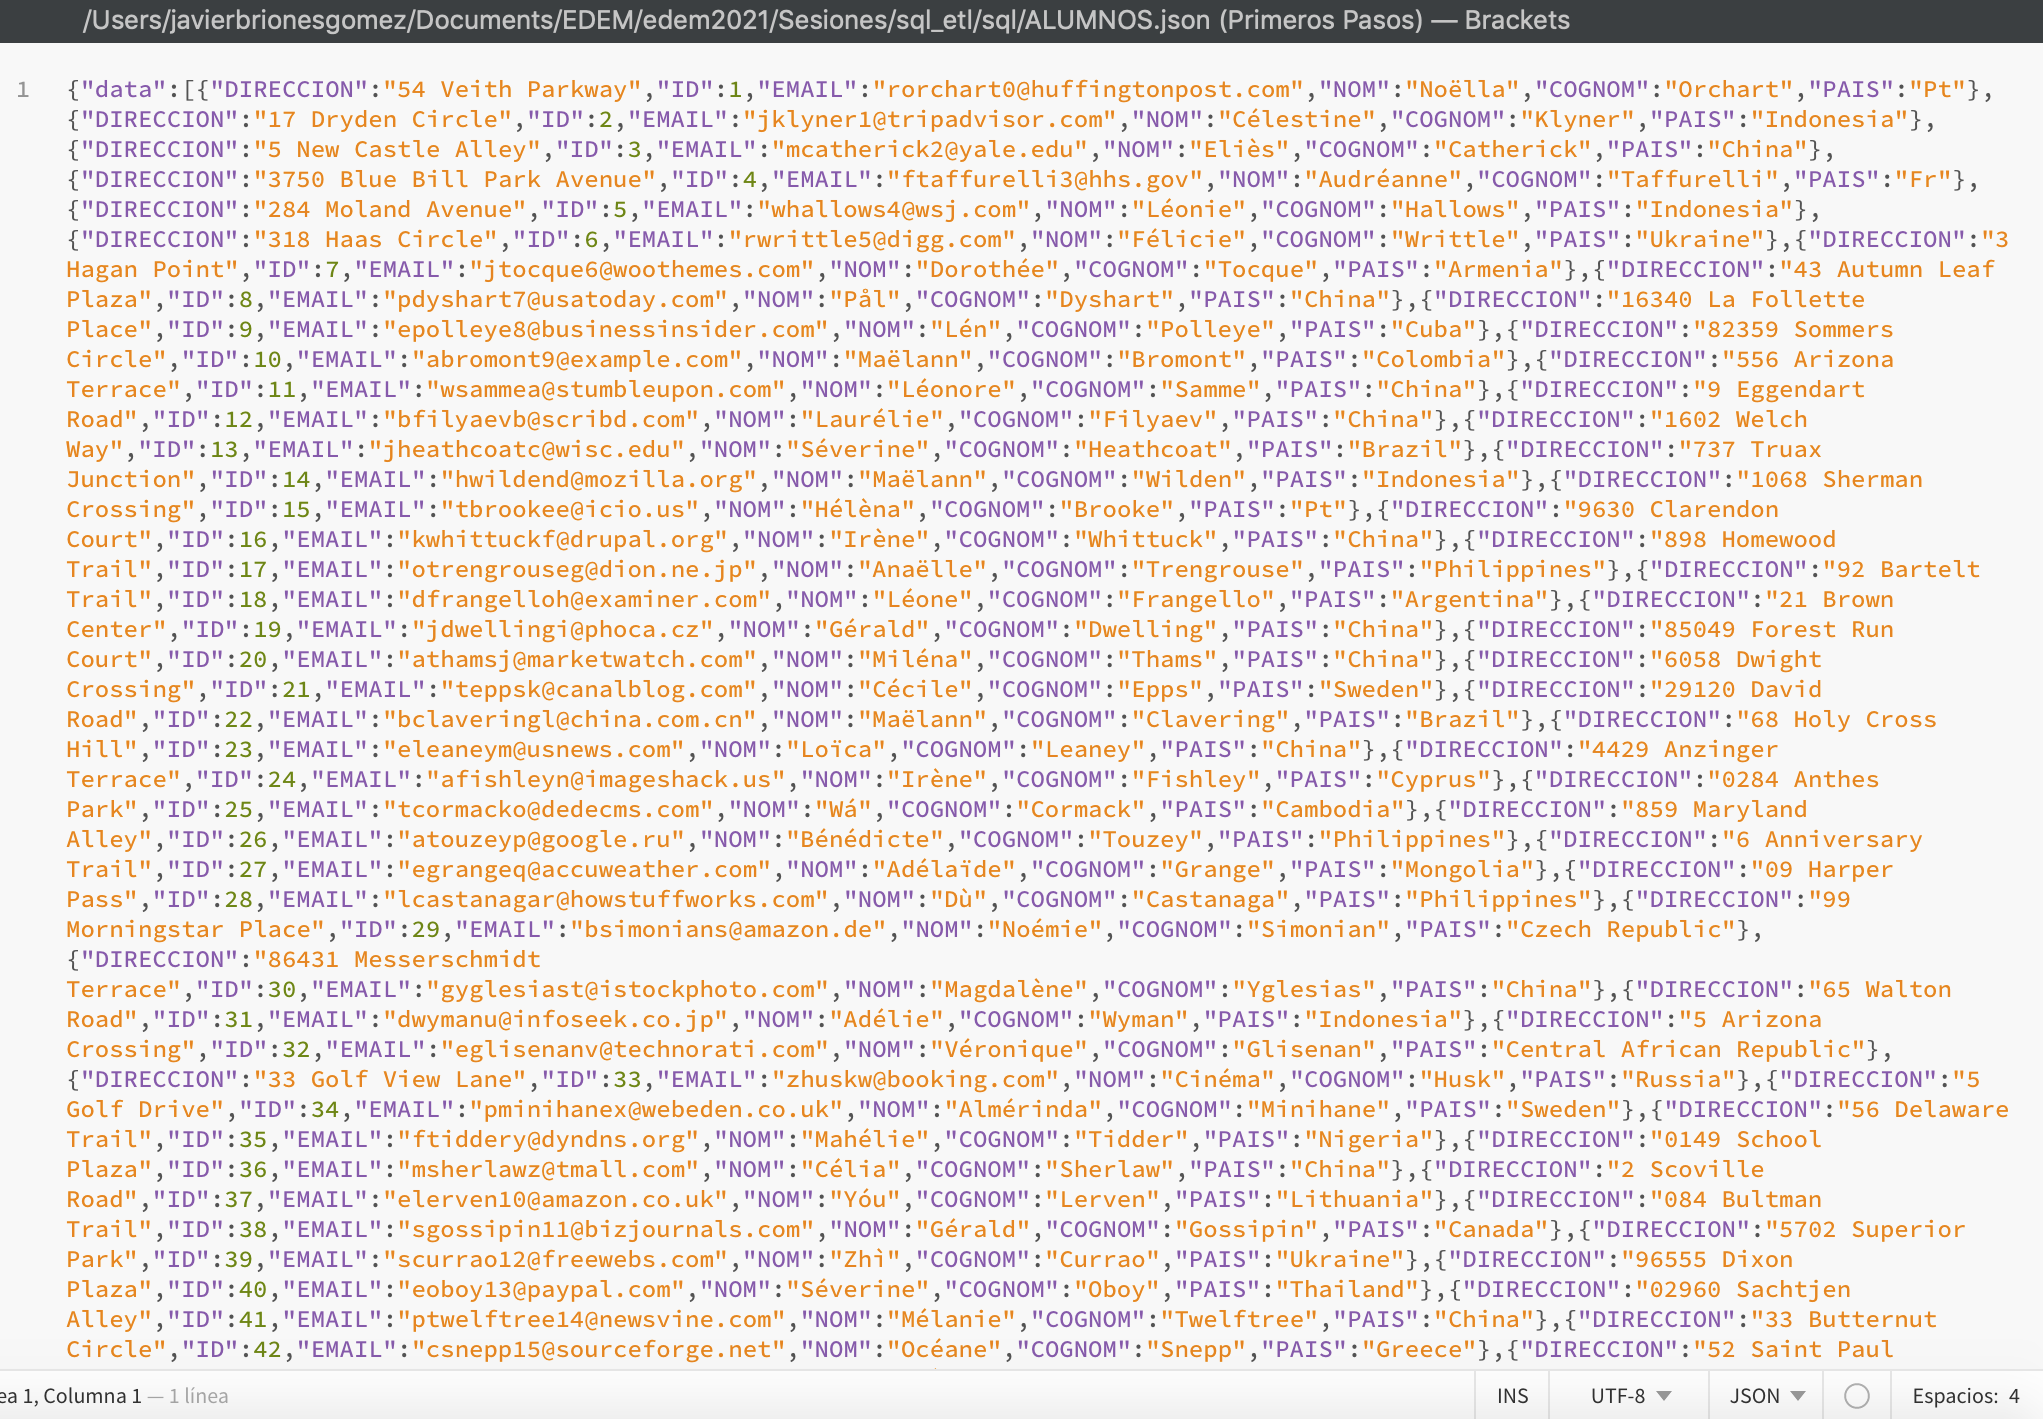 /Users/javierbrionesgomez/Documents/EDEM/edem2021/Sesiones/sql_etl/sql/ALUMNOS.json (Primeros Pasos) — Brackets
1 {"data":[{"DIRECCION":"54 Veith Parkway","ID":1,"EMAIL":"rorchart0@huffingtonpost.com","NOM":"Noëlla","COGNOM":"Orchart","PAIS":"Pt"},
{"DIRECCION":"17 Dryden Circle","ID":2,"EMAIL":"jklyner1@tripadvisor.com","NOM":"Célestine","COGNOM":"Klyner","PAIS":"Indonesia"},
{"DIRECCION":"5 New Castle Alley","ID":3,"EMAIL":"mcatherick2@yale.edu","NOM":"Eliès","COGNOM":"Catherick","PAIS":"China"},
{"DIRECCION":"3750 Blue Bill Park Avenue","ID":4,"EMAIL":"ftaffurelli3@hhs.gov","NOM":"Audréanne","COGNOM":"Taffurelli","PAIS":"Fr"},
{"DIRECCION":"284 Moland Avenue","ID":5,"EMAIL":"whallows4@wsj.com","NOM":"Léonie","COGNOM":"Hallows","PAIS":"Indonesia"},
{"DIRECCION":"318 Haas Circle","ID":6,"EMAIL":"rwrittle5@digg.com","NOM":"Félicie","COGNOM":"Writtle","PAIS":"Ukraine"},{"DIRECCION":"3
Hagan Point","ID":7,"EMAIL":"jtocque6@woothemes.com","NOM":"Dorothée","COGNOM":"Tocque","PAIS":"Armenia"},{"DIRECCION":"43 Autumn Leaf
Plaza","ID":8,"EMAIL":"pdyshart7@usatoday.com","NOM":"Pål","COGNOM":"Dyshart","PAIS":"China"},{"DIRECCION":"16340 La Follette
Place","ID":9,"EMAIL":"epolleye8@businessinsider.com","NOM":"Lén","COGNOM":"Polleye","PAIS":"Cuba"},{"DIRECCION":"82359 Sommers
Circle","ID":10,"EMAIL":"abromont9@example.com","NOM":"Maëlann","COGNOM":"Bromont","PAIS":"Colombia"},{"DIRECCION":"556 Arizona
Terrace","ID":11,"EMAIL":"wsammea@stumbleupon.com","NOM":"Léonore","COGNOM":"Samme","PAIS":"China"},{"DIRECCION":"9 Eggendart
Road","ID":12,"EMAIL":"bfilyaevb@scribd.com","NOM":"Laurélie","COGNOM":"Filyaev","PAIS":"China"},{"DIRECCION":"1602 Welch
Way","ID":13,"EMAIL":"jheathcoatc@wisc.edu","NOM":"Séverine","COGNOM":"Heathcoat","PAIS":"Brazil"},{"DIRECCION":"737 Truax
Junction","ID":14,"EMAIL":"hwildend@mozilla.org","NOM":"Maëlann","COGNOM":"Wilden","PAIS":"Indonesia"},{"DIRECCION":"1068 Sherman
Crossing","ID":15,"EMAIL":"tbrookee@icio.us","NOM":"Hélèna","COGNOM":"Brooke","PAIS":"Pt"},{"DIRECCION":"9630 Clarendon
Court","ID":16,"EMAIL":"kwhittuckf@drupal.org","NOM":"Irène","COGNOM":"Whittuck","PAIS":"China"},{"DIRECCION":"898 Homewood
Trail","ID":17,"EMAIL":"otrengrouseg@dion.ne.jp","NOM":"Anaëlle","COGNOM":"Trengrouse","PAIS":"Philippines"},{"DIRECCION":"92 Bartelt
Trail","ID":18,"EMAIL":"dfrangelloh@examiner.com","NOM":"Léone","COGNOM":"Frangello","PAIS":"Argentina"},{"DIRECCION":"21 Brown
Center","ID":19,"EMAIL":"jdwellingi@phoca.cz","NOM":"Gérald","COGNOM":"Dwelling","PAIS":"China"},{"DIRECCION":"85049 Forest Run
Court","ID":20,"EMAIL":"athamsj@marketwatch.com","NOM":"Miléna","COGNOM":"Thams","PAIS":"China"},{"DIRECCION":"6058 Dwight
Crossing","ID":21,"EMAIL":"teppsk@canalblog.com","NOM":"Cécile","COGNOM":"Epps","PAIS":"Sweden"},{"DIRECCION":"29120 David
Road","ID":22,"EMAIL":"bclaveringl@china.com.cn","NOM":"Maëlann","COGNOM":"Clavering","PAIS":"Brazil"},{"DIRECCION":"68 Holy Cross
Hill","ID":23,"EMAIL":"eleaneym@usnews.com","NOM":"Loïca","COGNOM":"Leaney","PAIS":"China"},{"DIRECCION":"4429 Anzinger
Terrace","ID":24,"EMAIL":"afishleyn@imageshack.us","NOM":"Irène","COGNOM":"Fishley","PAIS":"Cyprus"},{"DIRECCION":"0284 Anthes
Park","ID":25,"EMAIL":"tcormacko@dedecms.com","NOM":"Wá","COGNOM":"Cormack","PAIS":"Cambodia"},{"DIRECCION":"859 Maryland
Alley","ID":26,"EMAIL":"atouzeyp@google.ru","NOM":"Bénédicte","COGNOM":"Touzey","PAIS":"Philippines"},{"DIRECCION":"6 Anniversary
Trail","ID":27,"EMAIL":"egrangeq@accuweather.com","NOM":"Adélaïde","COGNOM":"Grange","PAIS":"Mongolia"},{"DIRECCION":"09 Harper
Pass","ID":28,"EMAIL":"lcastanagar@howstuffworks.com","NOM":"Dù","COGNOM":"Castanaga","PAIS":"Philippines"},{"DIRECCION":"99
Morningstar Place","ID":29,"EMAIL":"bsimonians@amazon.de","NOM":"Noémie","COGNOM":"Simonian","PAIS":"Czech Republic"},
{"DIRECCION":"86431 Messerschmidt
Terrace","ID":30,"EMAIL":"gyglesiast@istockphoto.com","NOM":"Magdalène","COGNOM":"Yglesias","PAIS":"China"},{"DIRECCION":"65 Walton
Road","ID":31,"EMAIL":"dwymanu@infoseek.co.jp","NOM":"Adélie","COGNOM":"Wyman","PAIS":"Indonesia"},{"DIRECCION":"5 Arizona
Crossing","ID":32,"EMAIL":"eglisenanv@technorati.com","NOM":"Véronique","COGNOM":"Glisenan","PAIS":"Central African Republic"},
{"DIRECCION":"33 Golf View Lane","ID":33,"EMAIL":"zhuskw@booking.com","NOM":"Cinéma","COGNOM":"Husk","PAIS":"Russia"},{"DIRECCION":"5
Golf Drive","ID":34,"EMAIL":"pminihanex@webeden.co.uk","NOM":"Almérinda","COGNOM":"Minihane","PAIS":"Sweden"},{"DIRECCION":"56 Delaware
Trail","ID":35,"EMAIL":"ftiddery@dyndns.org","NOM":"Mahélie","COGNOM":"Tidder","PAIS":"Nigeria"},{"DIRECCION":"0149 School
Plaza","ID":36,"EMAIL":"msherlawz@tmall.com","NOM":"Célia","COGNOM":"Sherlaw","PAIS":"China"},{"DIRECCION":"2 Scoville
Road","ID":37,"EMAIL":"elerven10@amazon.co.uk","NOM":"Yóu","COGNOM":"Lerven","PAIS":"Lithuania"},{"DIRECCION":"084 Bultman
Trail","ID":38,"EMAIL":"sgossipin11@bizjournals.com","NOM":"Gérald","COGNOM":"Gossipin","PAIS":"Canada"},{"DIRECCION":"5702 Superior
Park","ID":39,"EMAIL":"scurrao12@freewebs.com","NOM":"Zhì","COGNOM":"Currao","PAIS":"Ukraine"},{"DIRECCION":"96555 Dixon
Plaza","ID":40,"EMAIL":"eoboy13@paypal.com","NOM":"Séverine","COGNOM":"Oboy","PAIS":"Thailand"},{"DIRECCION":"02960 Sachtjen
Alley","ID":41,"EMAIL":"ptwelftree14@newsvine.com","NOM":"Mélanie","COGNOM":"Twelftree","PAIS":"China"},{"DIRECCION":"33 Butternut
Circle","ID":42,"EMAIL":"csnepp15@sourceforge.net","NOM":"Océane","COGNOM":"Snepp","PAIS":"Greece"},{"DIRECCION":"52 Saint Paul
ea 1, Columna 1 — 1 línea INS UTF-8 JSON Espacios: 4